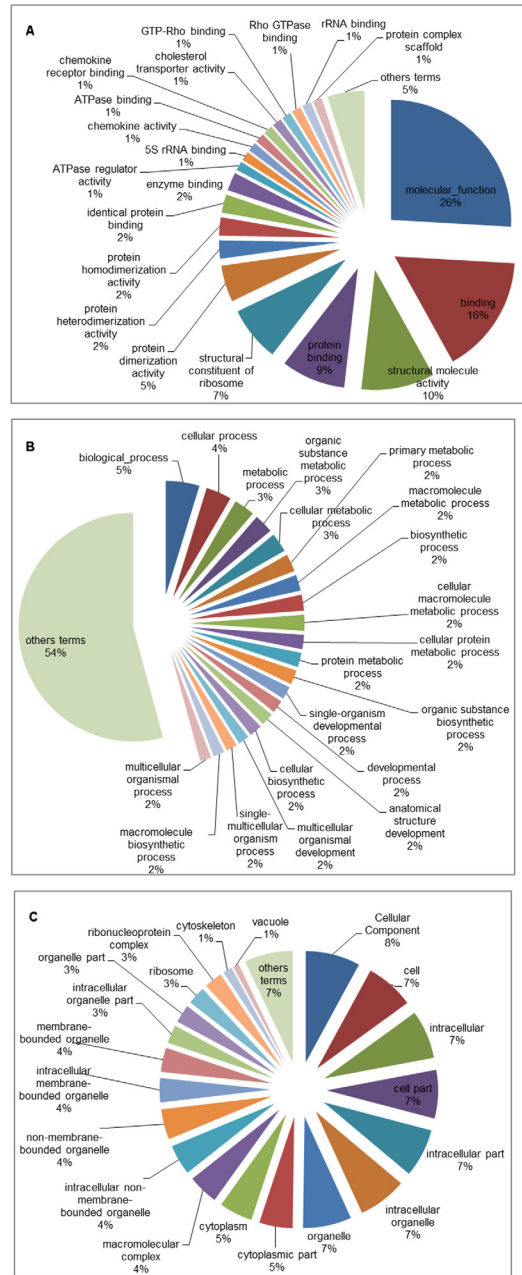 A
GTP-Rho binding
1%
Rho GTPase
binding
1%
rRNA binding
1%
protein complex
scaffold
1%
others terms
5%
chemokine
receptor binding
1%
cholesterol
transporter activity
1%
ATPase binding
1%
chemokine activity
1%
5S rRNA binding
1%
ATPase regulator
activity
1%
enzyme binding
2%
identical protein
binding
2%
protein
homodimerization
activity
2%
protein
heterodimerization
activity
2%
protein
dimerization
activity
5%
structural
constituent of
ribosome
7%
protein
binding
9%
structural molecule
activity
10%
binding
16%
molecular_function
26%
B
biological_process
5%
cellular process
4%
metabolic
process
3%
organic
substance
metabolic process
3%
cellular metabolic
process
3%
primary metabolic
process
2%
macromolecule
metabolic process
2%
biosynthetic
process
2%
cellular
macromolecule
metabolic process
2%
cellular protein
metabolic process
2%
protein metabolic
process
2%
organic substance
biosynthetic process
2%
single-organism
developmental
process
2%
developmental
process
2%
anatomical
structure
development
2%
cellular
biosynthetic
process
2%
multicellular
organismal
development
2%
single-
multicellular
organism
process
2%
macromolecule
biosynthetic
process
2%
multicellular
organismal
process
2%
others terms
54%
C
Cellular
Component
8%
cell
7%
intracellular
7%
cell part
7%
intracellular part
7%
intracellular
organelle
7%
organelle
7%
cytoplasmic part
5%
cytoplasm
5%
macromolecular
complex
4%
intracellular non-
membrane-
bounded organelle
4%
non-membrane-
bounded organelle
4%
intracellular
membrane-
bounded organelle
4%
membrane-
bounded organelle
4%
intracellular
organelle part
3%
organelle part
3%
ribosome
3%
ribonucleoprotein
complex
3%
cytoskeleton
1%
vacuole
1%
others
terms
7%